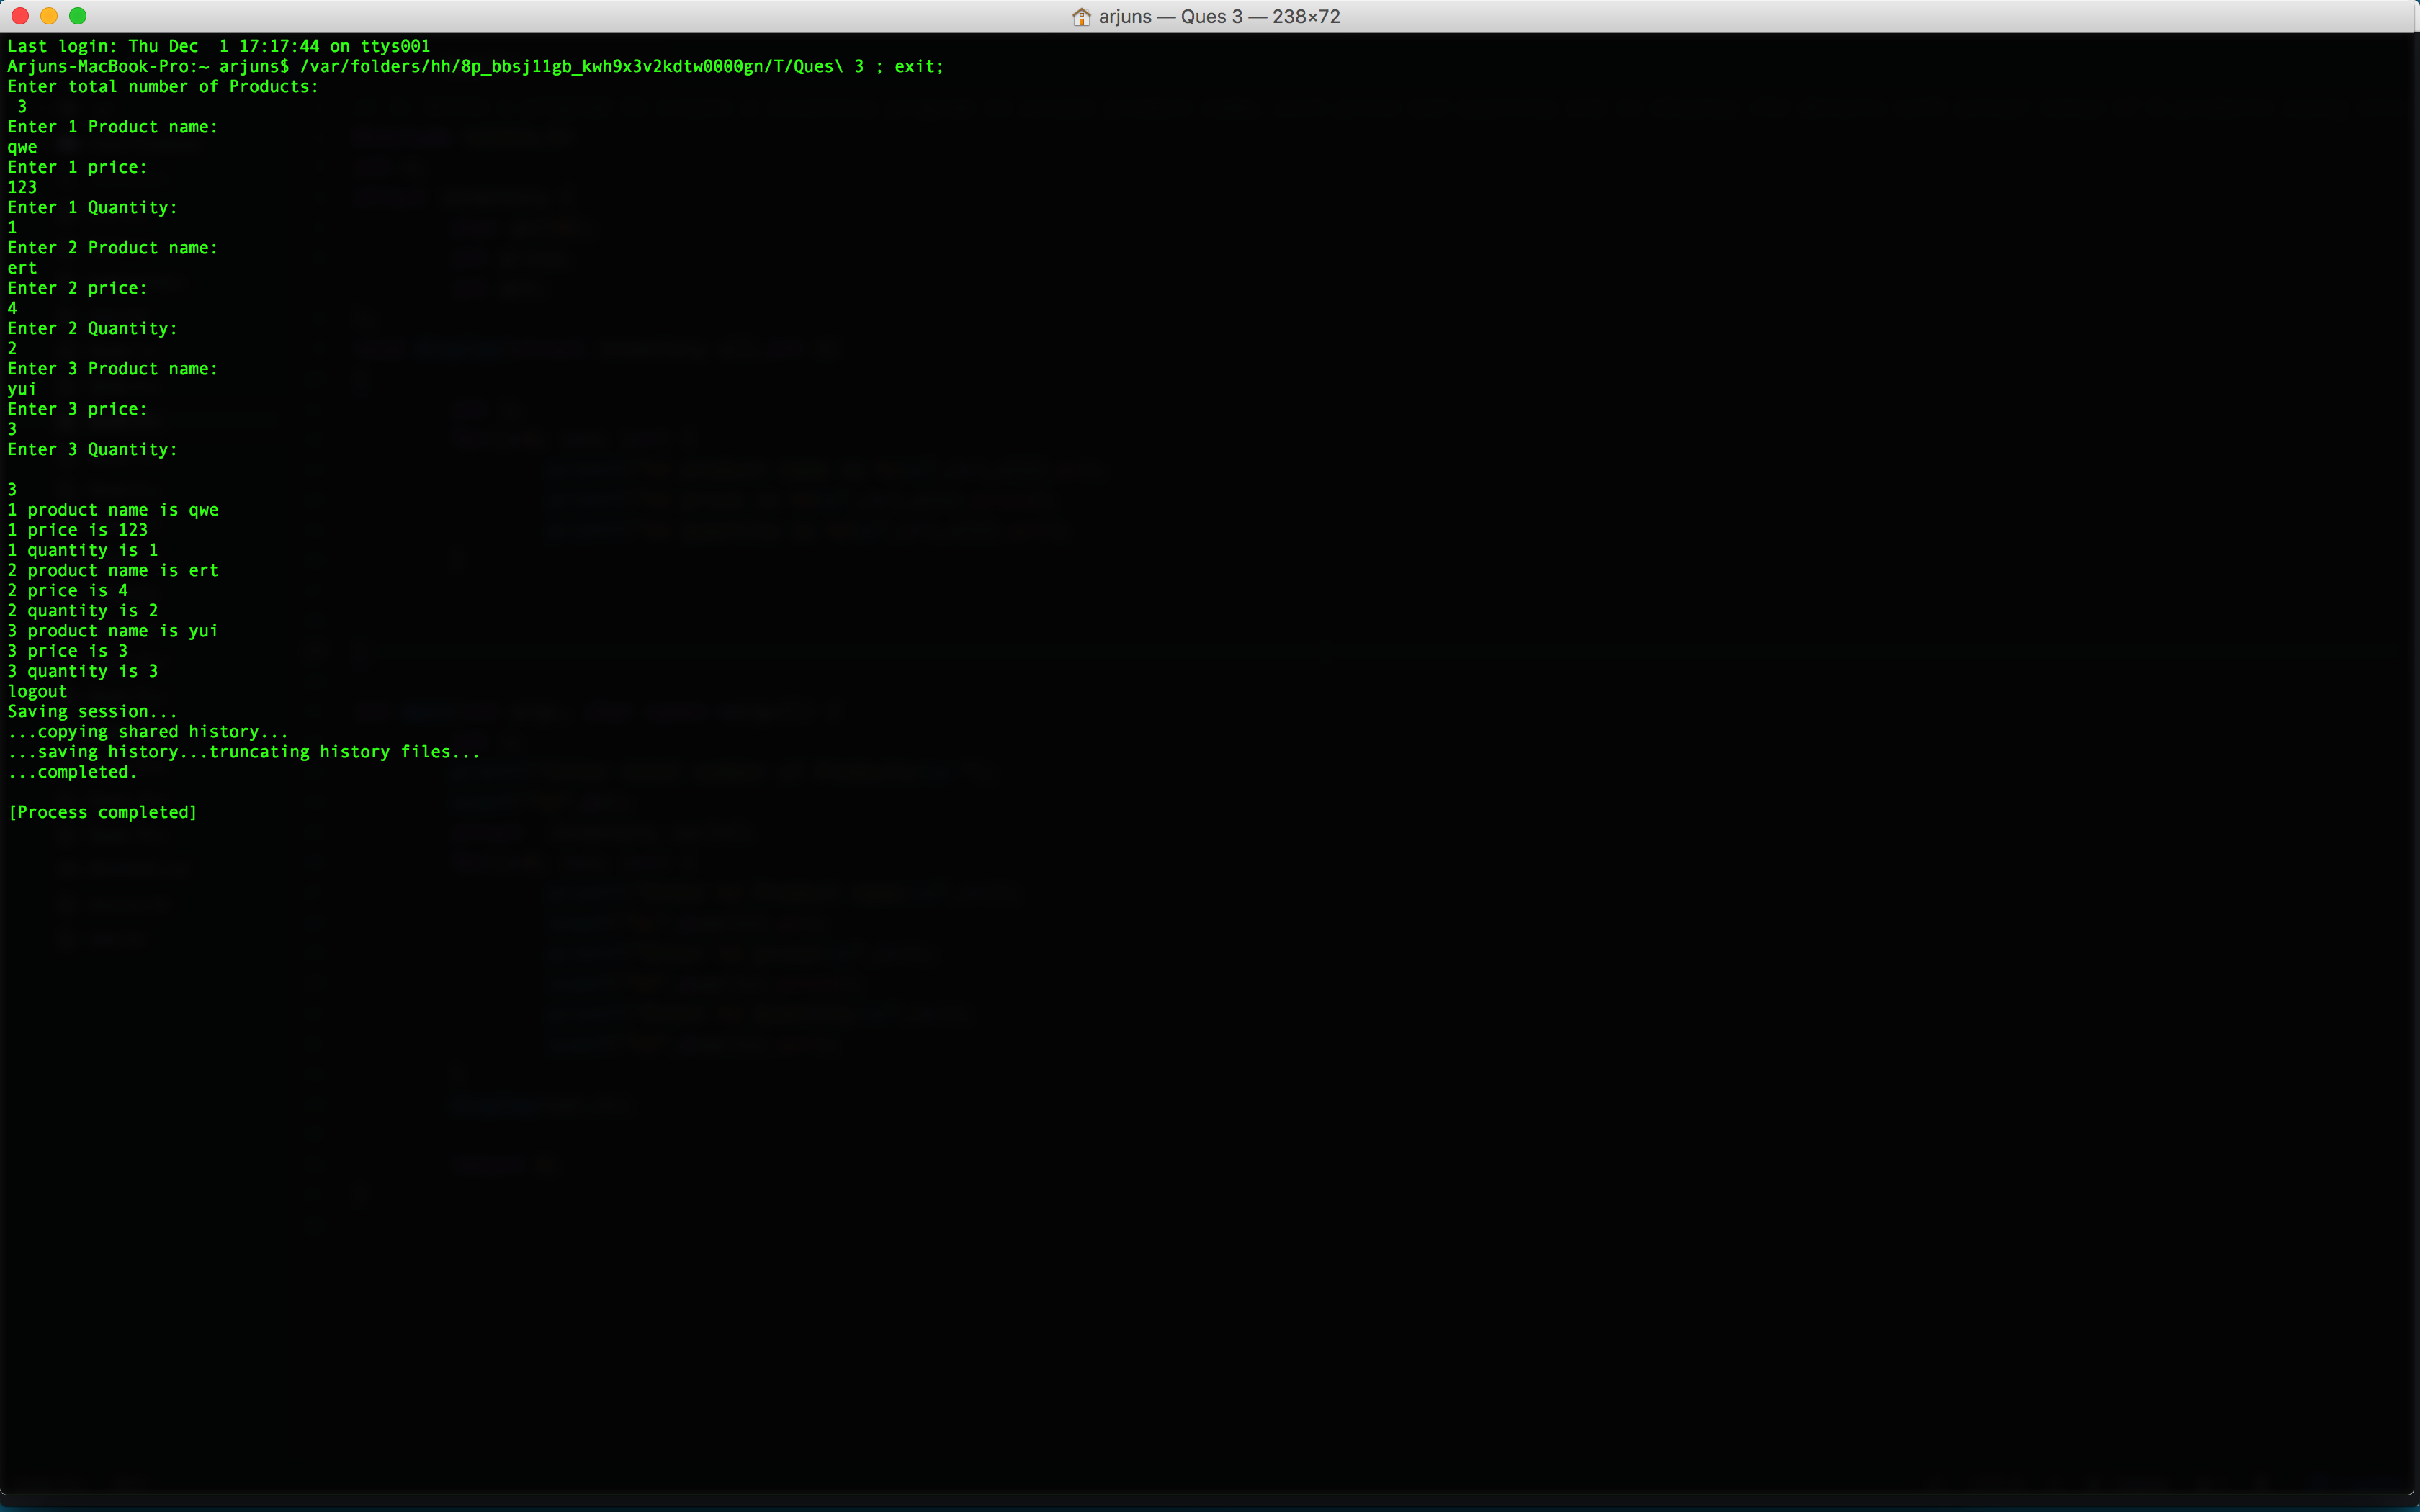 arjuns — Ques 3 — 238×72
Last login: Thu Dec  1 17:17:44 on ttys001
Arjuns-MacBook-Pro:~ arjuns$ /var/folders/hh/8p_bbsj11gb_kwh9x3v2kdtw0000gn/T/Ques\ 3 ; exit;
Enter total number of Products:
 3
Enter 1 Product name:
qwe
Enter 1 price:
123
Enter 1 Quantity:
1
Enter 2 Product name:
ert
Enter 2 price:
4
Enter 2 Quantity:
2
Enter 3 Product name:
yui
Enter 3 price:
3
Enter 3 Quantity:

3
1 product name is qwe
1 price is 123
1 quantity is 1
2 product name is ert
2 price is 4
2 quantity is 2
3 product name is yui
3 price is 3
3 quantity is 3
logout
Saving session...
...copying shared history...
...saving history...truncating history files...
...completed.

[Process completed]